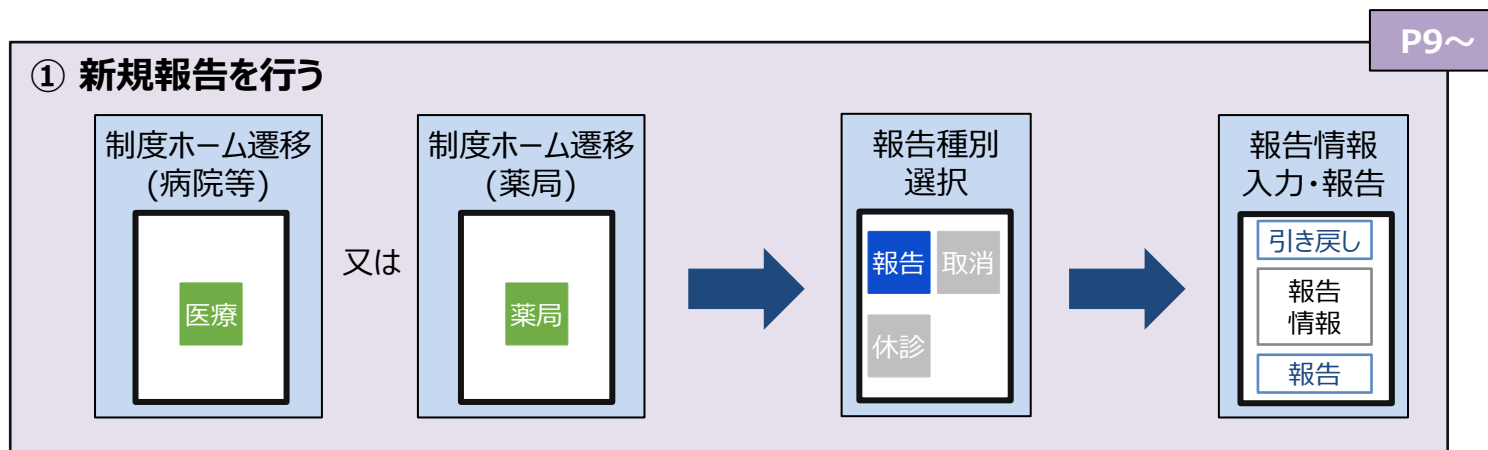 P9～
① 新規報告を行う
制度ホーム遷移
(病院等)
医療
又は
制度ホーム遷移
(薬局)
薬局
報告種別
選択
報告 取消
休診
報告情報
入力・報告
引き戻し
報告
情報
報告